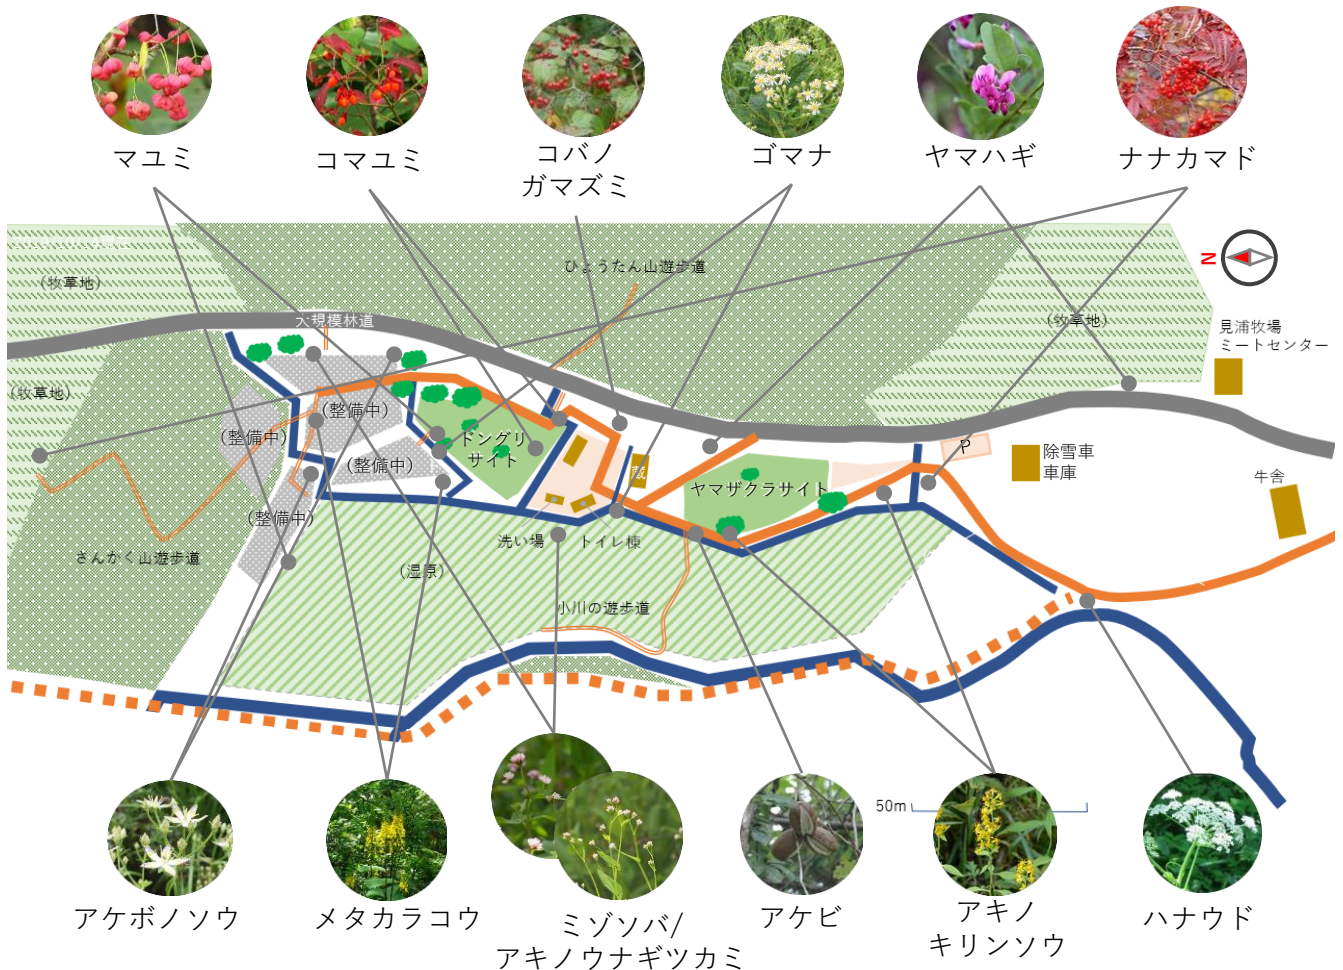 マユミ
コマユミ
コバノ
ガマズミ
ゴマナ
ヤマハギ
ナナカマド
ひょうたん山遊歩道
N
(牧草地)
大規模林道
(牧草地)
見浦牧場
ミートセンター
(牧草地)
(整備中)
(整備中)
ドングリ
サイト
(整備中)
蔵
P
除雪車
車庫
ヤマザクラサイト
牛舎
(整備中)
洗い場
トイレ棟
さんかく山遊歩道
(湿原)
小川の遊歩道
50m
アケボノソウ
メタカラコウ
ミゾソバ/
アキノウナギツカミ
アケビ
アキノ
キリンソウ
ハナウド